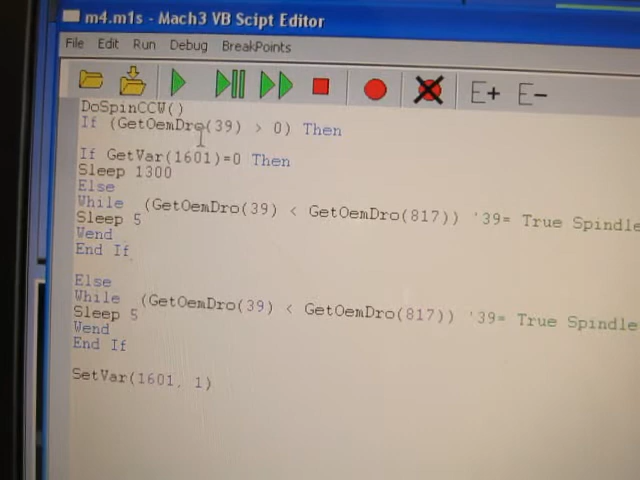 m4.m1s - Mach3 VB Scipt Editor
File Edit Run Debug BreakPoints
E+ E-
DoSpinCCW()
If (GetOemDro(39) > 0) Then
If GetVar(1601)=0 Then
Sleep 1300
Else
While (GetOemDro(39) < GetOemDro(817)) '39= True Spindle
Sleep 5
Wend
End If
Else
While (GetOemDro(39) < GetOemDro(817)) '39= True Spindle
Sleep 5
Wend
End If
SetVar(1601, 1)